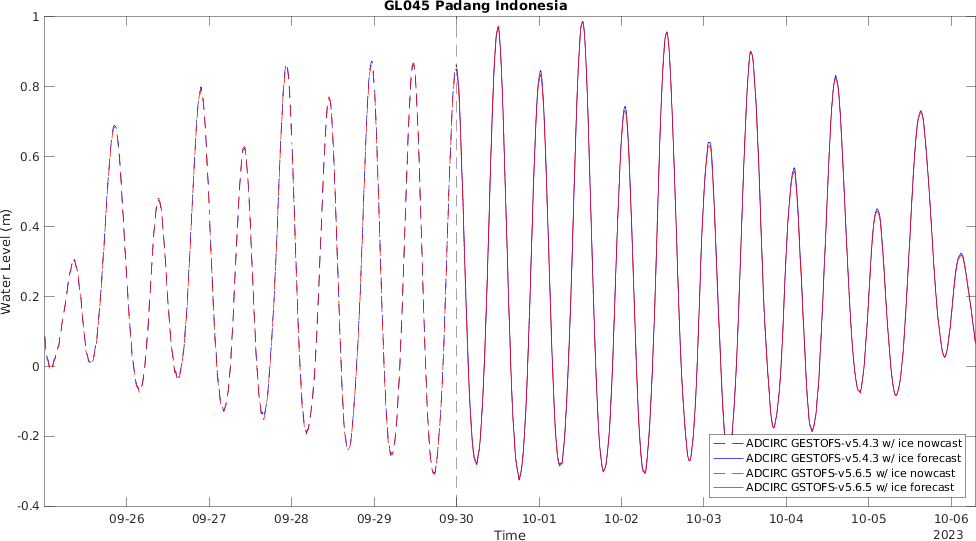 GL045 Padang Indonesia
1
0.8
0.6
0.4
0.2
0
-0.2
-0.4
Water Level (m)
ADCIRC GESTOFS-v5.4.3 w/ ice nowcast
ADCIRC GESTOFS-v5.4.3 w/ ice forecast
ADCIRC GSTOFS-v5.6.5 w/ ice nowcast
ADCIRC GSTOFS-v5.6.5 w/ ice forecast
09-26 09-27 09-28 09-29 09-30 10-01 10-02 10-03 10-04 10-05 10-06
Time 2023